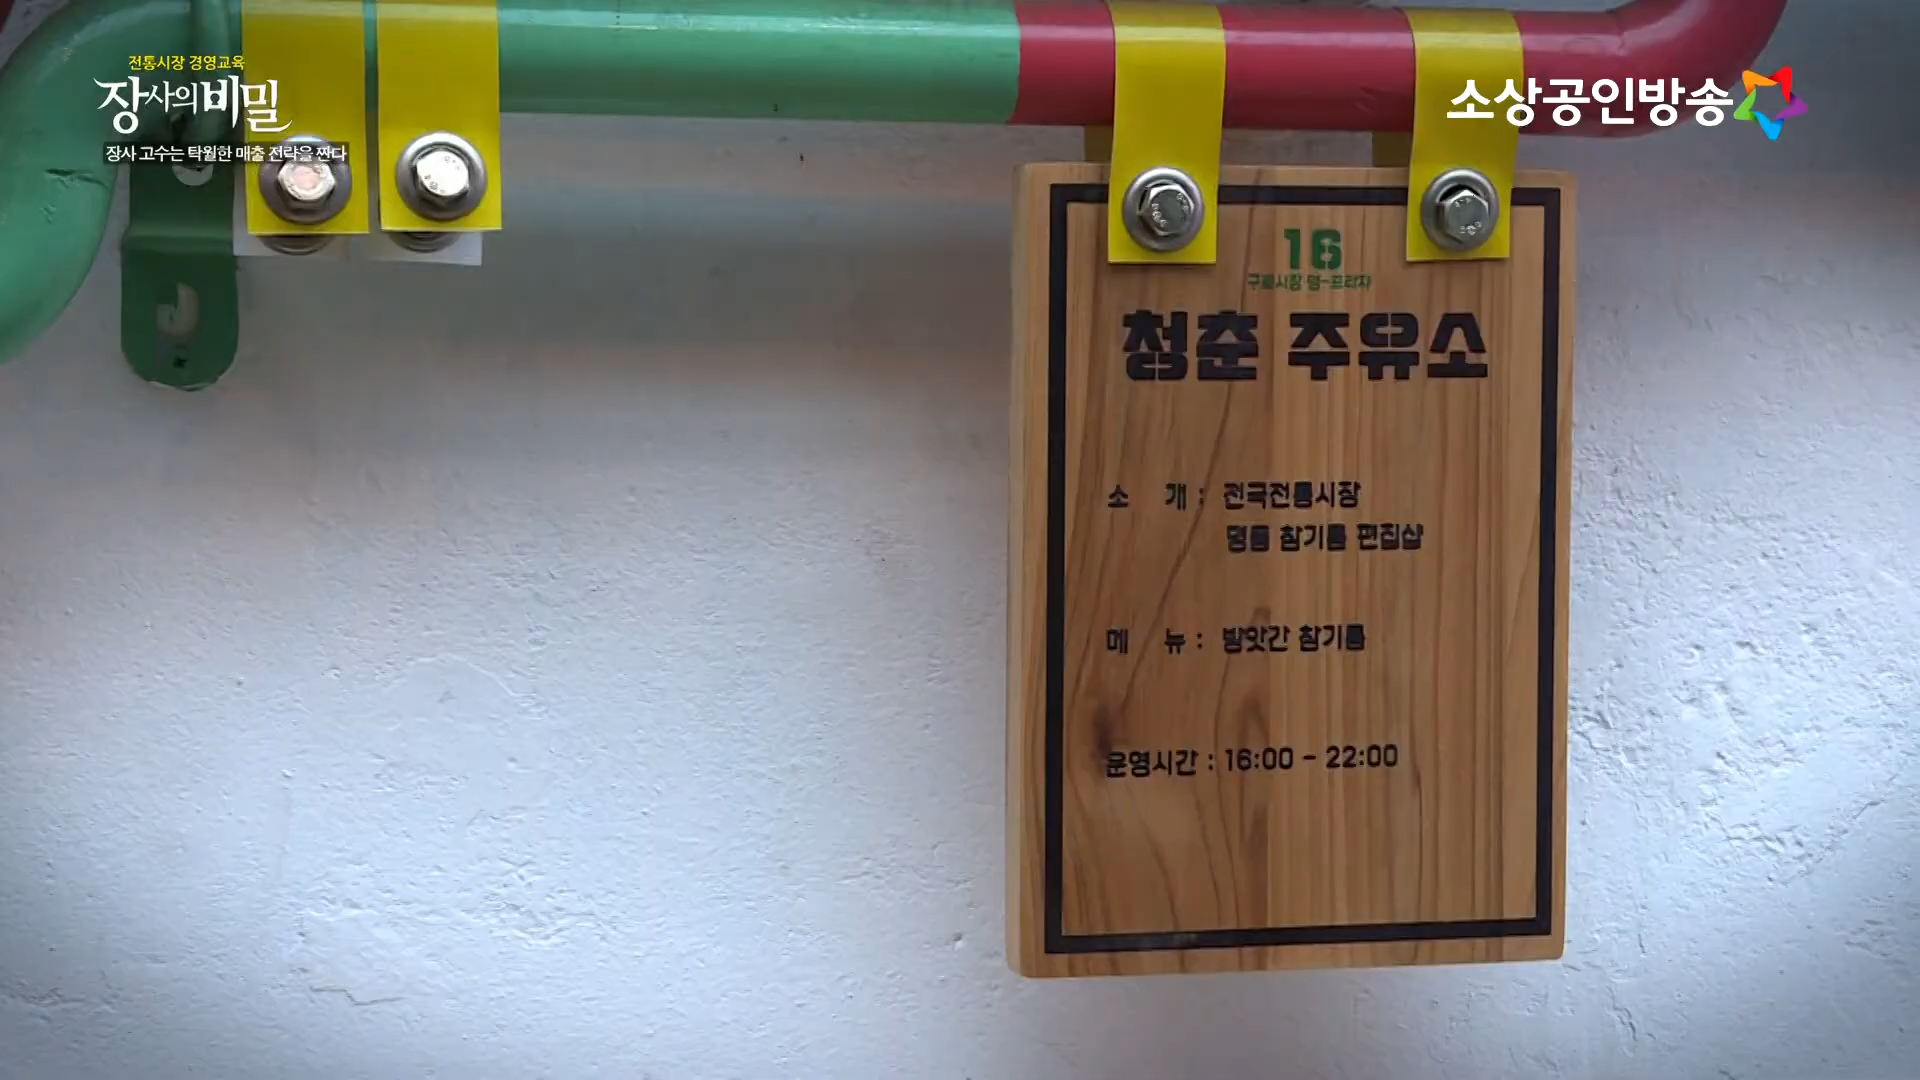 전통시장 경영교육
장사의비밀
장사 고수는 탁월한 매출 전략을 짠다
소상공인방송
16
구로시장 영-프라자
청춘 주유소
소 개 : 전국전통시장
명품 참기름 편집샵
메 뉴 : 방앗간 참기름
운영시간 : 16:00 - 22:00